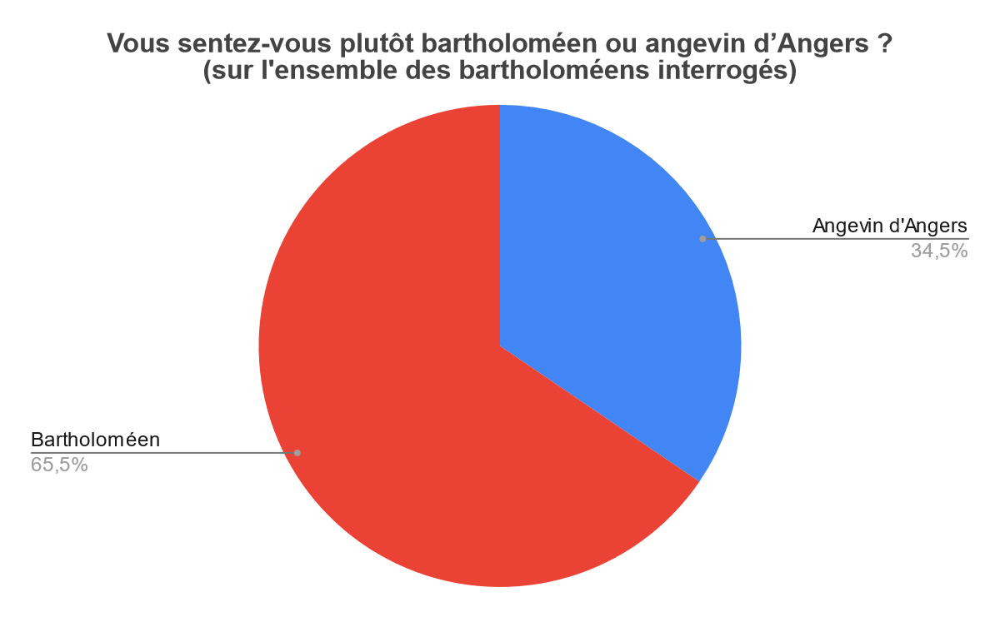 Vous sentez-vous plutôt bartholoméen ou angevin d’Angers ?
(sur l'ensemble des bartholoméens interrogés)
Angevin d'Angers
34,5%
Bartholoméen
65,5%